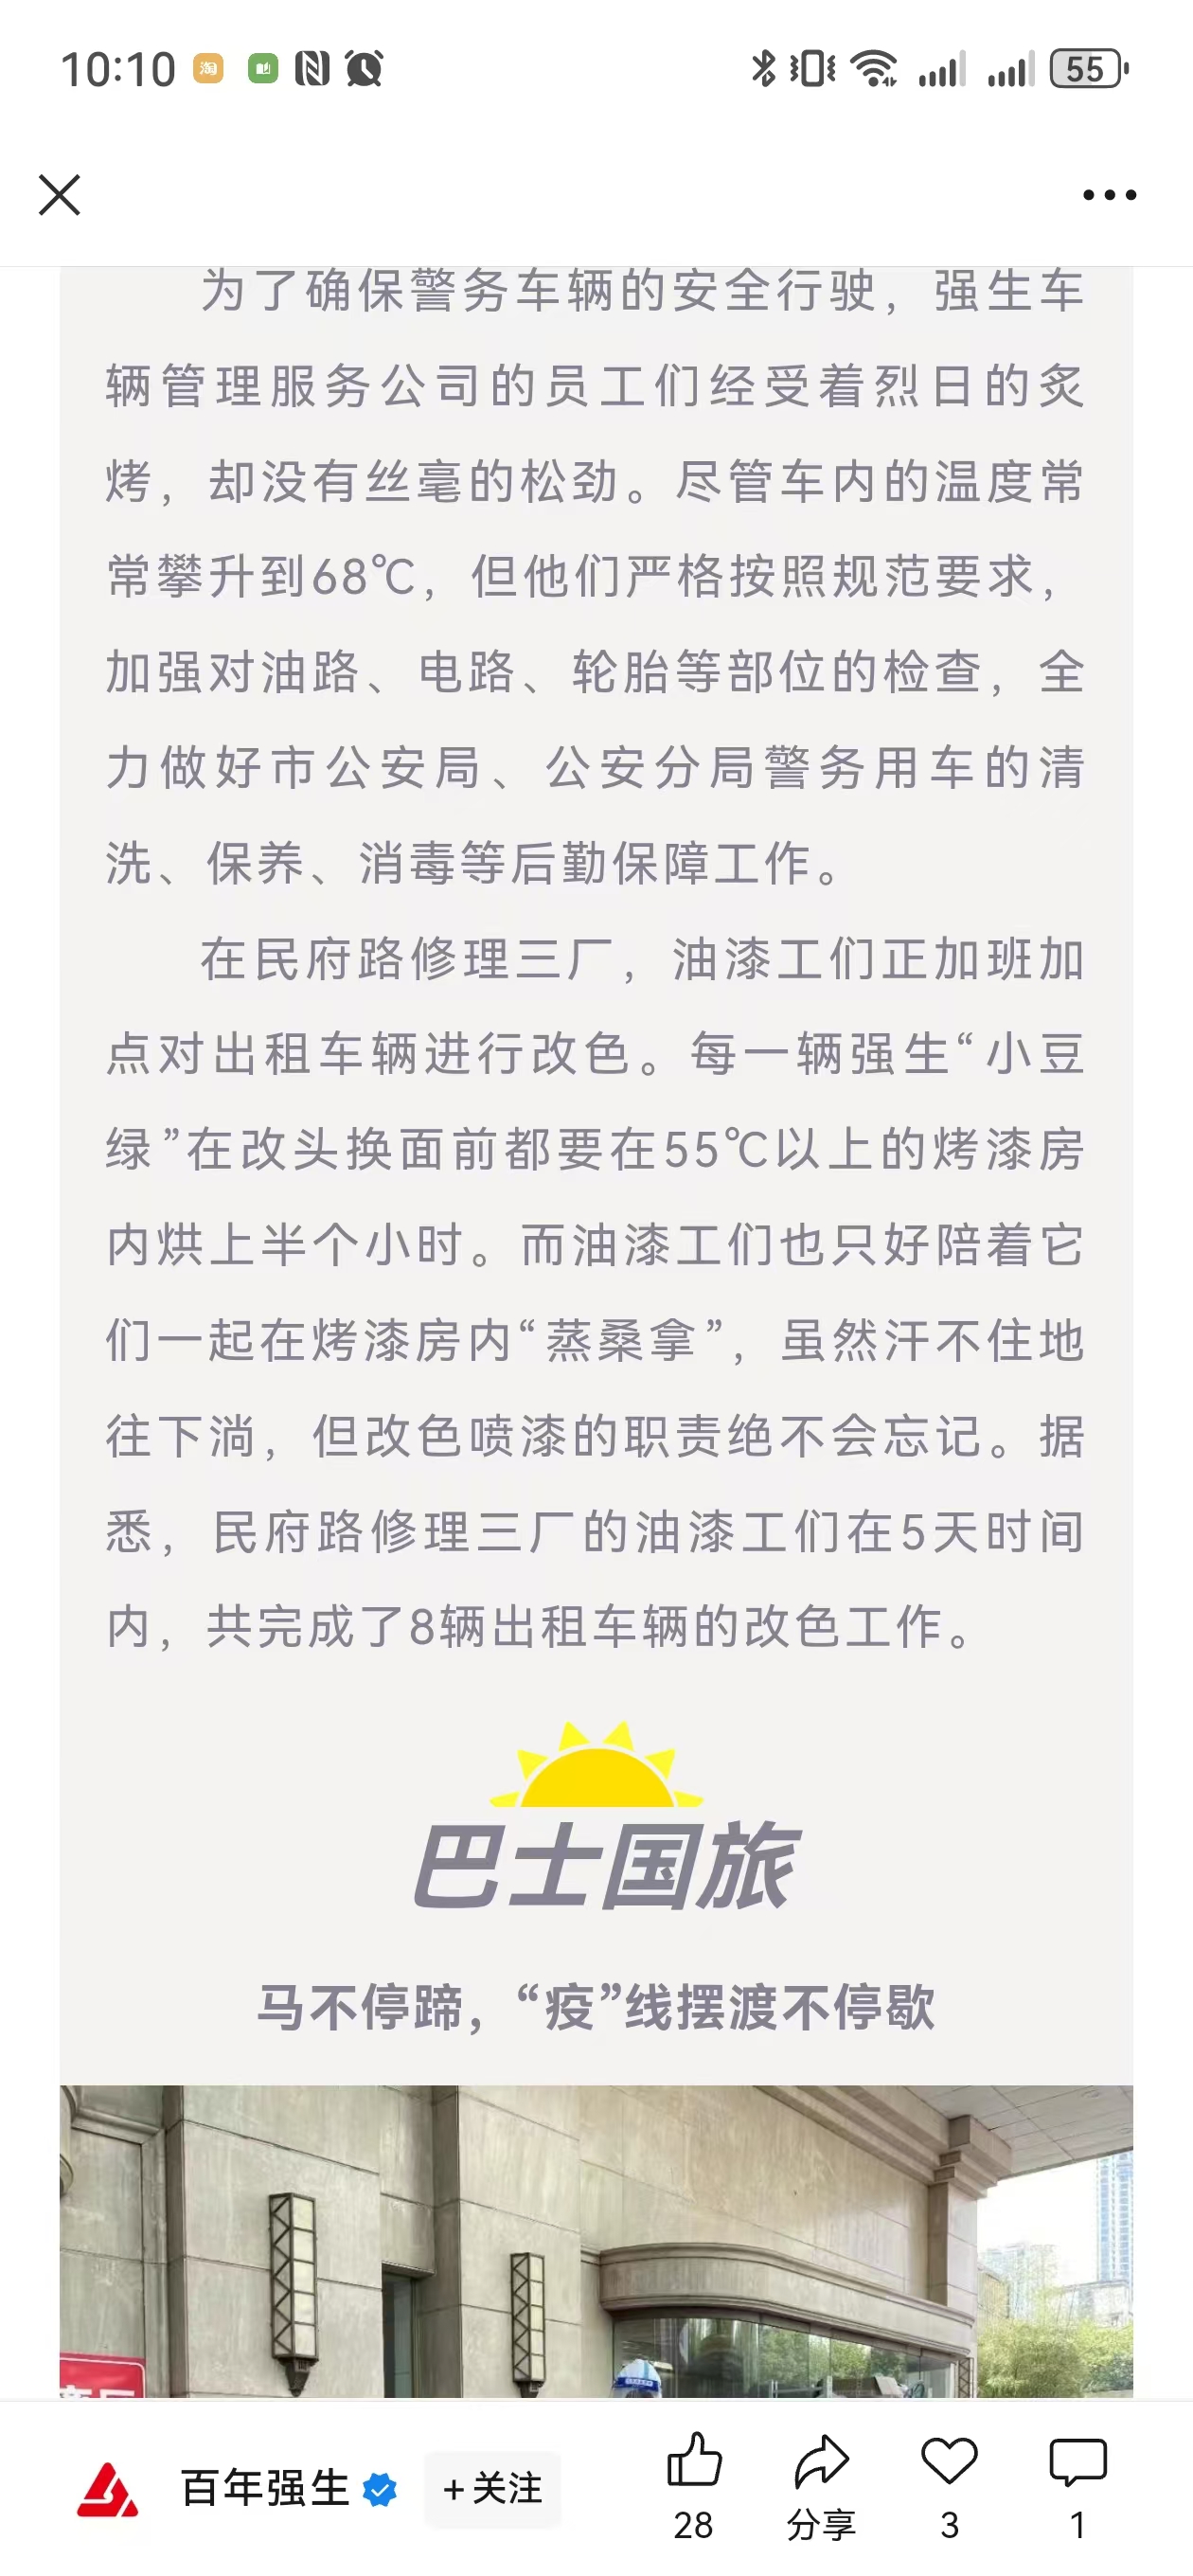 10:10
淘
55
为了确保警务车辆的安全行驶，强生车
辆管理服务公司的员工们经受着烈日的炙
烤，却没有丝毫的松劲。尽管车内的温度常
常攀升到68℃，但他们严格按照规范要求，
加强对油路、电路、轮胎等部位的检查，全
力做好市公安局、公安分局警务用车的清
洗、保养、消毒等后勤保障工作。
在民府路修理三厂，油漆工们正加班加
点对出租车辆进行改色。每一辆强生“小豆
绿”在改头换面前都要在55℃以上的烤漆房
内烘上半个小时。而油漆工们也只好陪着它
们一起在烤漆房内“蒸桑拿”，虽然汗不住地
往下淌，但改色喷漆的职责绝不会忘记。据
悉，民府路修理三厂的油漆工们在5天时间
内，共完成了8辆出租车辆的改色工作。
巴士国旅
马不停蹄，“疫”线摆渡不停歇
百年强生
+关注
28
分享
3
1